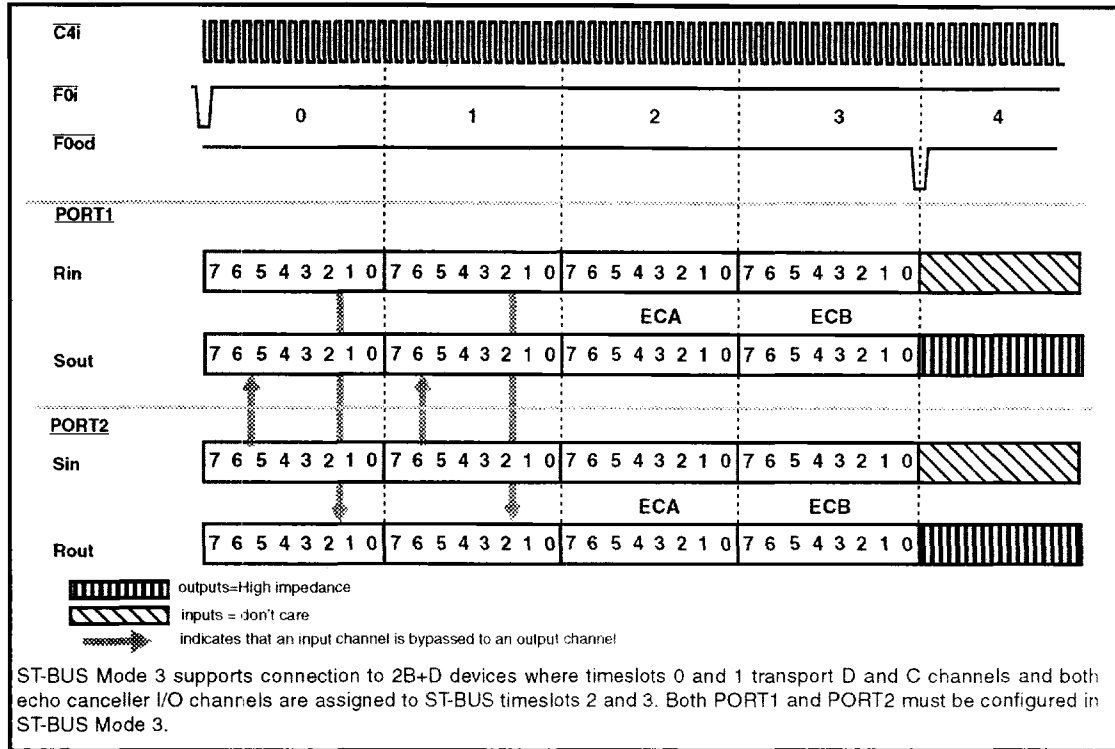 C4i
F0i
0 1 2 3 4
F0od
PORT1
Rin
7 6 5 4 3 2 1 0 7 6 5 4 3 2 1 0 7 6 5 4 3 2 1 0 7 6 5 4 3 2 1 0
ECA ECB
Sout
7 6 5 4 3 2 1 0 7 6 5 4 3 2 1 0 7 6 5 4 3 2 1 0 7 6 5 4 3 2 1 0
PORT2
Sin
7 6 5 4 3 2 1 0 7 6 5 4 3 2 1 0 7 6 5 4 3 2 1 0 7 6 5 4 3 2 1 0
ECA ECB
Rout
7 6 5 4 3 2 1 0 7 6 5 4 3 2 1 0 7 6 5 4 3 2 1 0 7 6 5 4 3 2 1 0
outputs=High impedance
inputs = don't care
indicates that an input channel is bypassed to an output channel
ST-BUS Mode 3 supports connection to 2B+D devices where timeslots 0 and 1 transport D and C channels and both
echo canceller I/O channels are assigned to ST-BUS timeslots 2 and 3. Both PORT1 and PORT2 must be configured in
ST-BUS Mode 3.